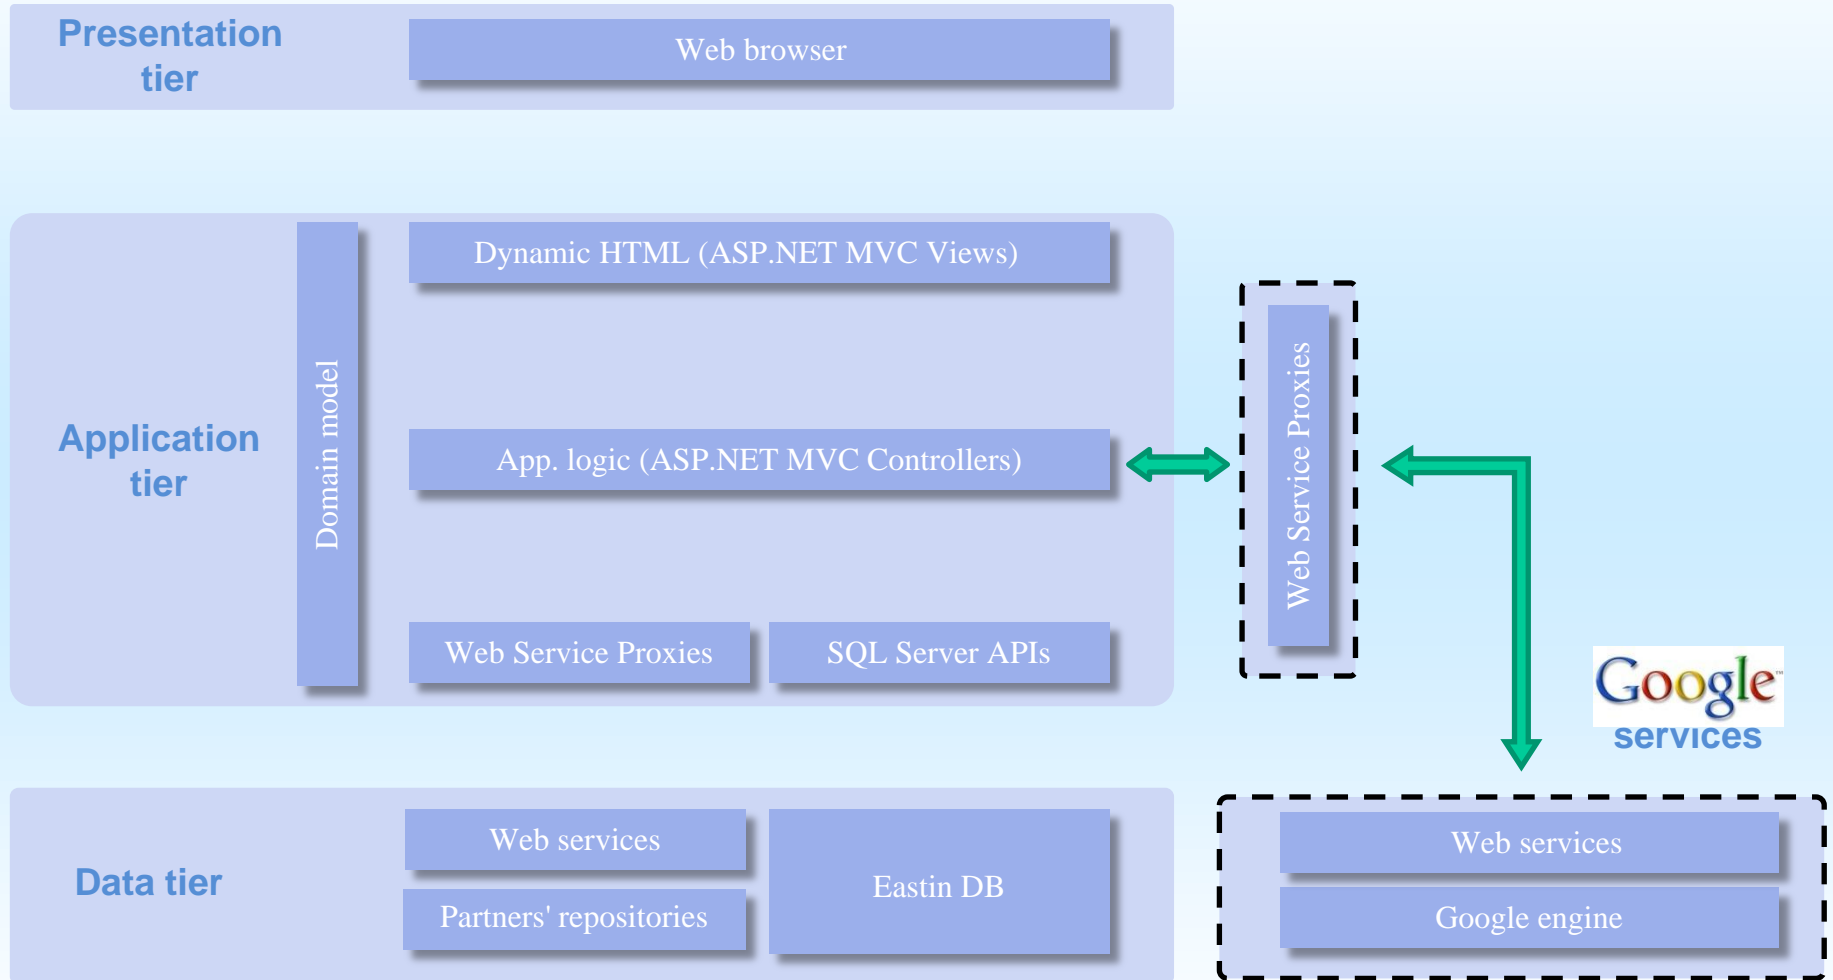 Presentation
tier
Web browser
Application
tier
Domain model
Dynamic HTML (ASP.NET MVC Views)
App. logic (ASP.NET MVC Controllers)
Web Service Proxies
SQL Server APIs
Web Service Proxies
Google™
services
Data tier
Web services
Partners' repositories
Eastin DB
Web services
Google engine